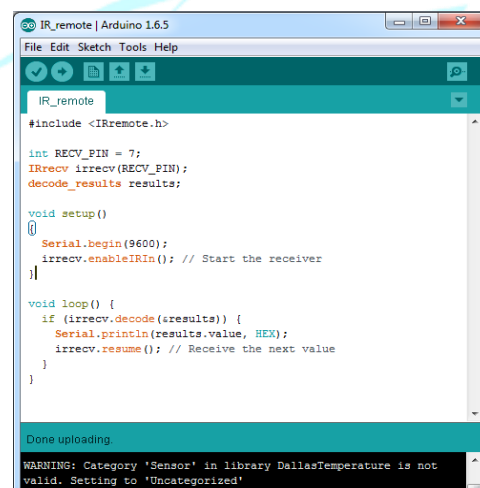 IR_remote | Arduino 1.6.5
File Edit Sketch Tools Help
IR_remote
#include <IRremote.h>
int RECV_PIN = 7;
IRrecv irrecv(RECV_PIN);
decode_results results;
void setup()
{
  Serial.begin(9600);
  irrecv.enableIRIn(); // Start the receiver
}
void loop() {
  if (irrecv.decode(&results)) {
    Serial.println(results.value, HEX);
    irrecv.resume(); // Receive the next value
  }
}
Done uploading.
WARNING: Category 'Sensor' in library DallasTemperature is not
valid. Setting to 'Uncategorized'